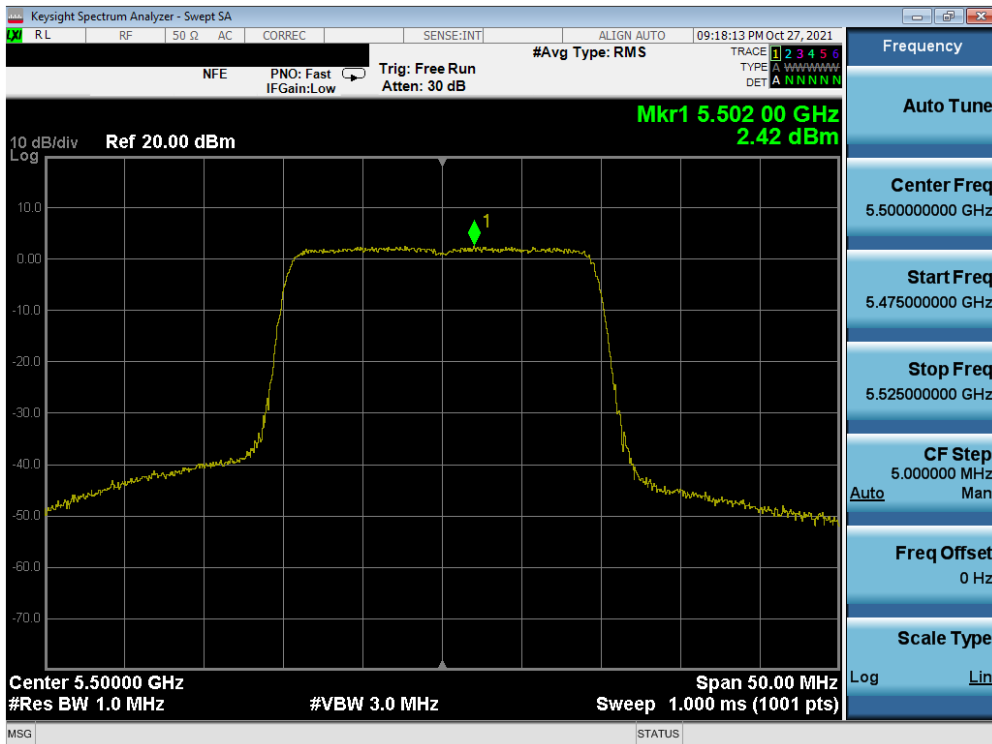 Keysight Spectrum Analyzer - Swept SA
LXI RL RF 50 Ω AC CORREC SENSE:INT ALIGN AUTO 09:18:13 PM Oct 27, 2021
NFE PNO: Fast IFGain:Low Trig: Free Run Atten: 30 dB #Avg Type: RMS
TRACE 1 2 3 4 5 6
TYPE A WWWWW
DET A N N N N N
Mkr1 5.502 00 GHz
2.42 dBm
10 dB/div Ref 20.00 dBm
Log
1
10.0
0.00
-10.0
-20.0
-30.0
-40.0
-50.0
-60.0
-70.0
Center 5.50000 GHz Span 50.00 MHz
#Res BW 1.0 MHz #VBW 3.0 MHz Sweep 1.000 ms (1001 pts)
MSG STATUS
Frequency
Auto Tune
Center Freq
5.500000000 GHz
Start Freq
5.475000000 GHz
Stop Freq
5.525000000 GHz
CF Step
5.000000 MHz
Auto Man
Freq Offset
0 Hz
Scale Type
Log Lin